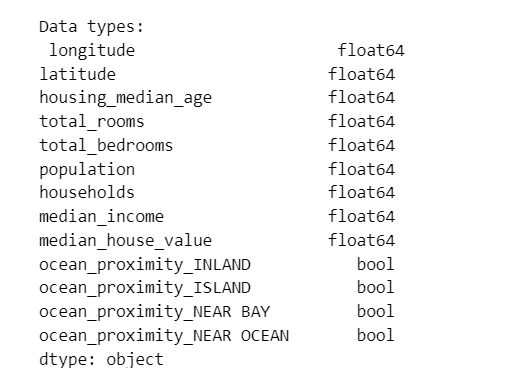 Data types:
longitude float64
latitude float64
housing_median_age float64
total_rooms float64
total_bedrooms float64
population float64
households float64
median_income float64
median_house_value float64
ocean_proximity_INLAND bool
ocean_proximity_ISLAND bool
ocean_proximity_NEAR BAY bool
ocean_proximity_NEAR OCEAN bool
dtype: object